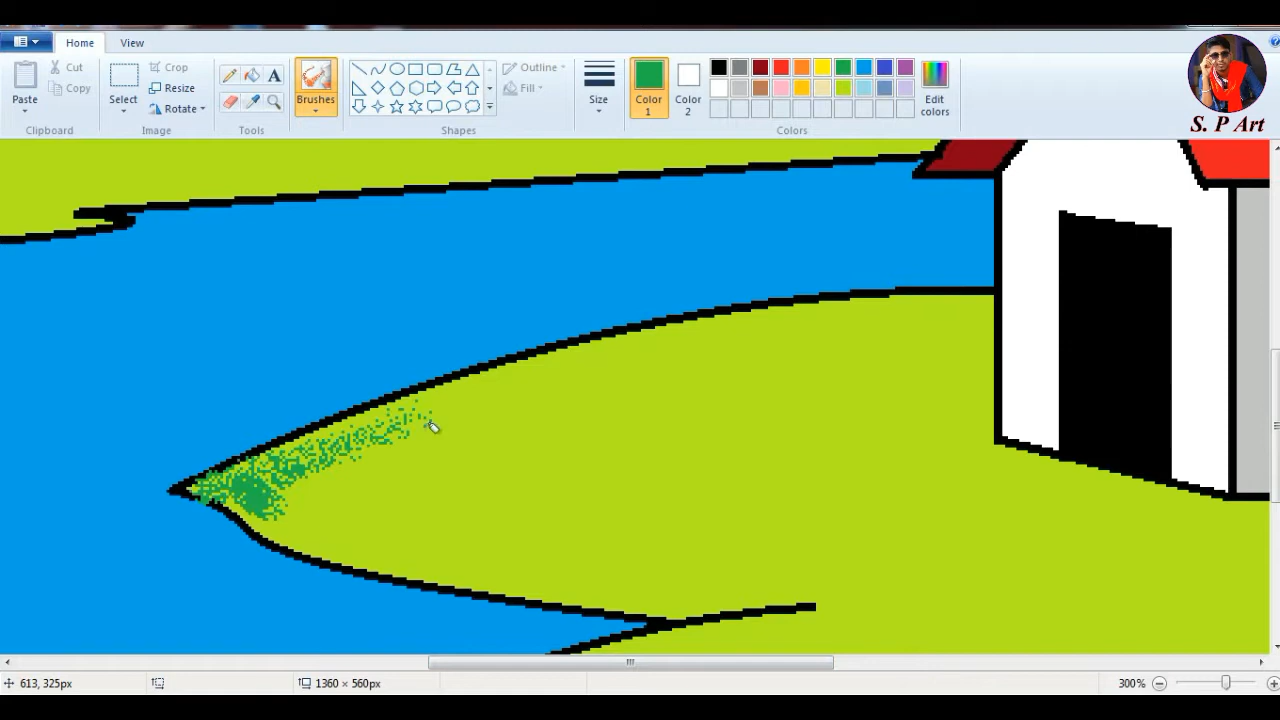 Home View
Cut
Copy
Paste
Clipboard
Select
Crop
Resize
Rotate
Image
A
Tools
Brushes
Outline
Fill
Shapes
Size
Color 1
Color 2
Edit colors
Colors
S. P Art
613, 325px
1360 × 560px
300%